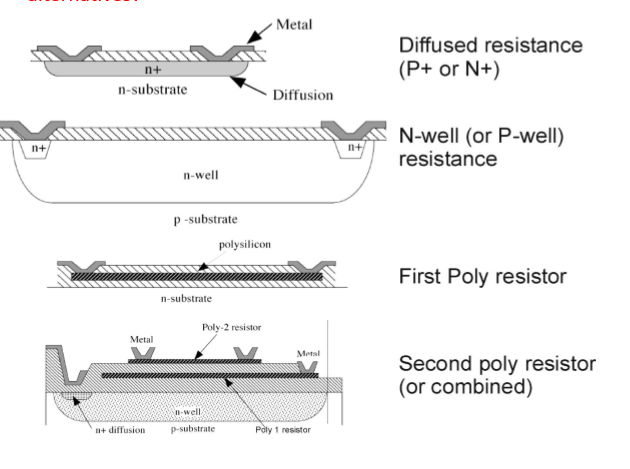 alternatives?
Metal
n+
n-substrate
Diffusion
Diffused resistance
(P+ or N+)
n+
n+
n-well
p -substrate
N-well (or P-well)
resistance
polysilicon
n-substrate
First Poly resistor
Poly-2 resistor
Metal
Metal
n-well
n+ diffusion
p-substrate
Poly 1 resistor
Second poly resistor
(or combined)